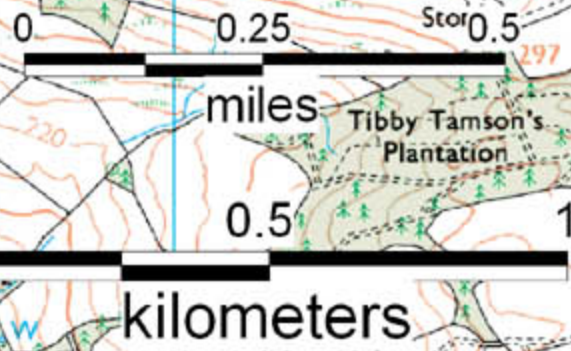 0 0.25 Stor 0.5
297
miles
Tibby Tamson's
Plantation
220
0.5 1
kilometers
W